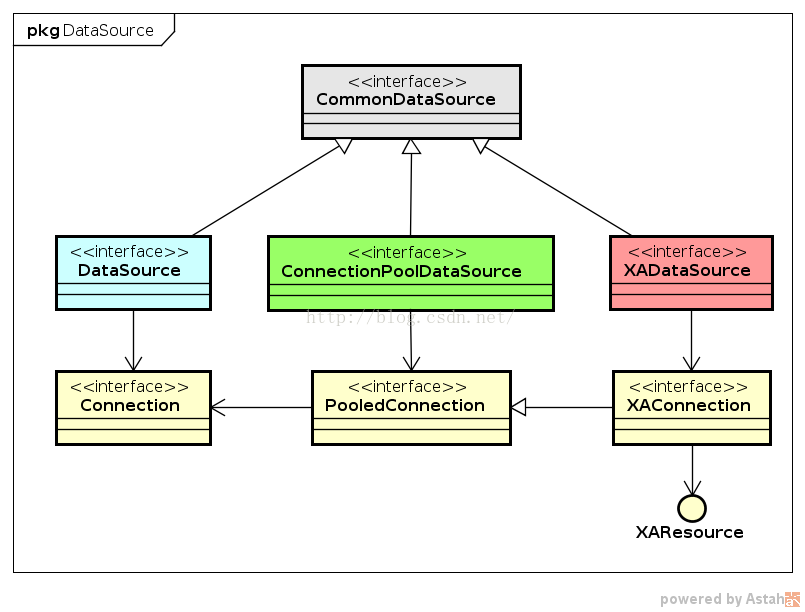 pkg DataSource
<<interface>>
CommonDataSource
<<interface>>
DataSource
<<interface>>
ConnectionPoolDataSource
<<interface>>
XADataSource
http://blog.csdn.net/
<<interface>>
Connection
<<interface>>
PooledConnection
<<interface>>
XAConnection
XAResource
powered by Astah